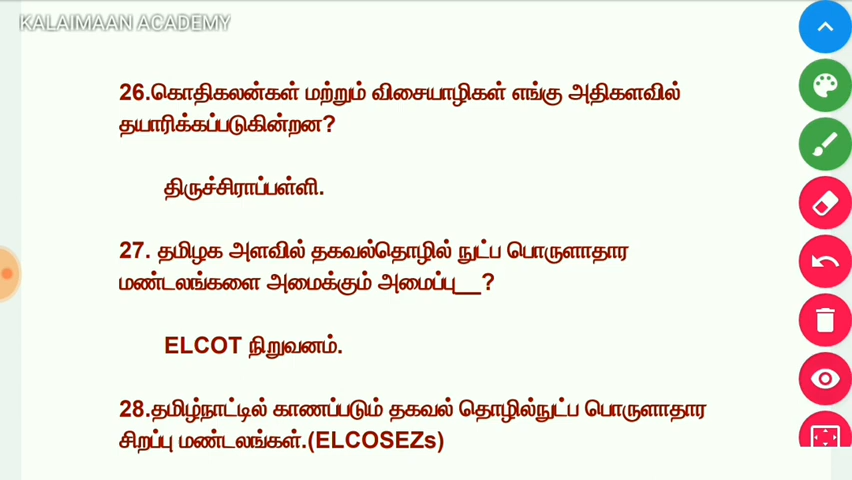 KALAIMAAN ACADEMY
26.கொதிகலன்கள் மற்றும் விசையாழிகள் எங்கு அதிகளவில்
தயாரிக்கப்படுகின்றன?
திருச்சிராப்பள்ளி.
27. தமிழக அளவில் தகவல்தொழில் நுட்ப பொருளாதார
மண்டலங்களை அமைக்கும் அமைப்பு__?
ELCOT நிறுவனம்.
28.தமிழ்நாட்டில் காணப்படும் தகவல் தொழில்நுட்ப பொருளாதார
சிறப்பு மண்டலங்கள்.(ELCOSEZs)